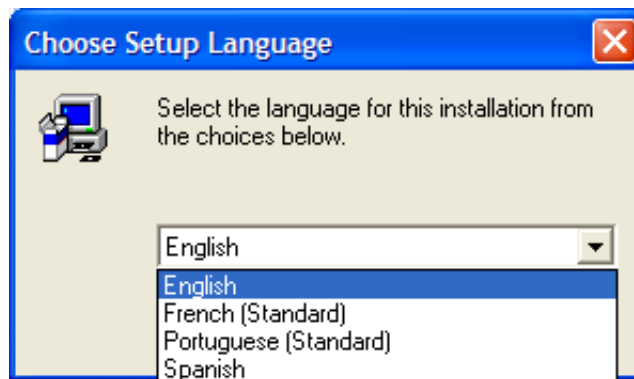 Choose Setup Language
Select the language for this installation from
the choices below.
English
English
French (Standard)
Portuguese (Standard)
Spanish